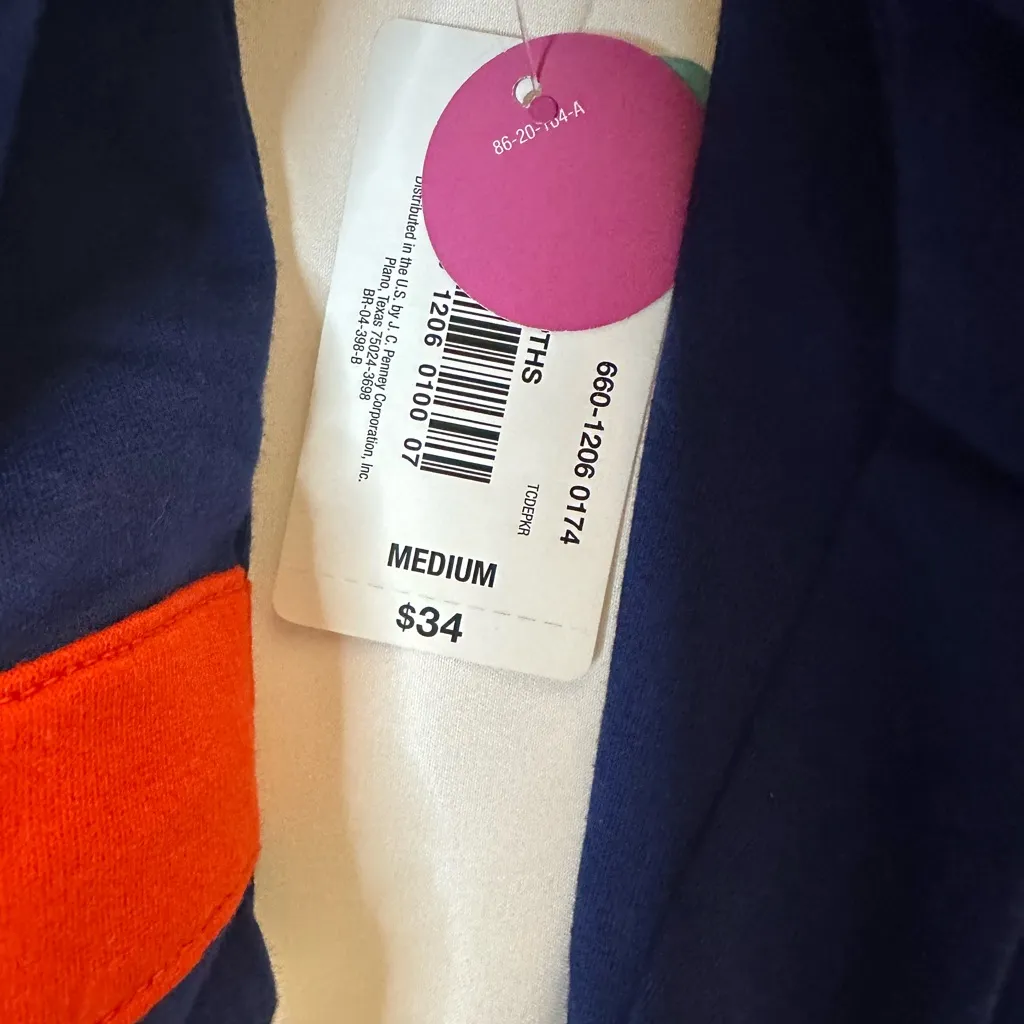 86-20-104-A
Distributed in the U.S. by J. C. Penney Corporation, Inc.
Plano, Texas 75024-3698
BR-04-398-B
1206 0100 07
THS
660-1206 0174
TCDEPKR
MEDIUM
$34